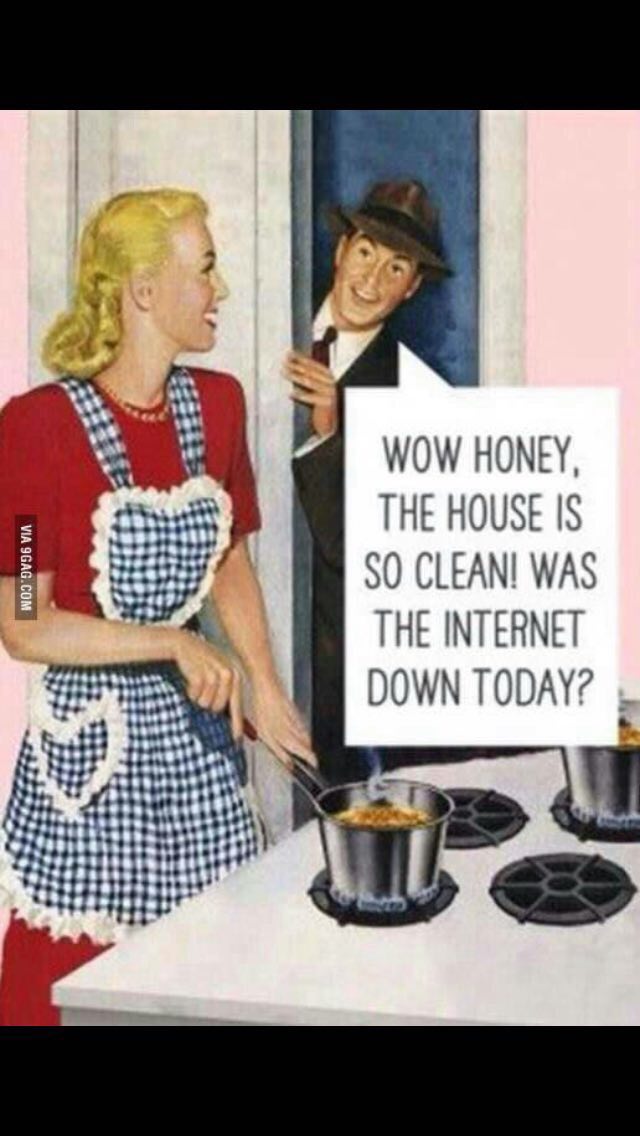 WOW HONEY,
THE HOUSE IS
SO CLEAN! WAS
THE INTERNET
DOWN TODAY?
VIA 9GAG.COM